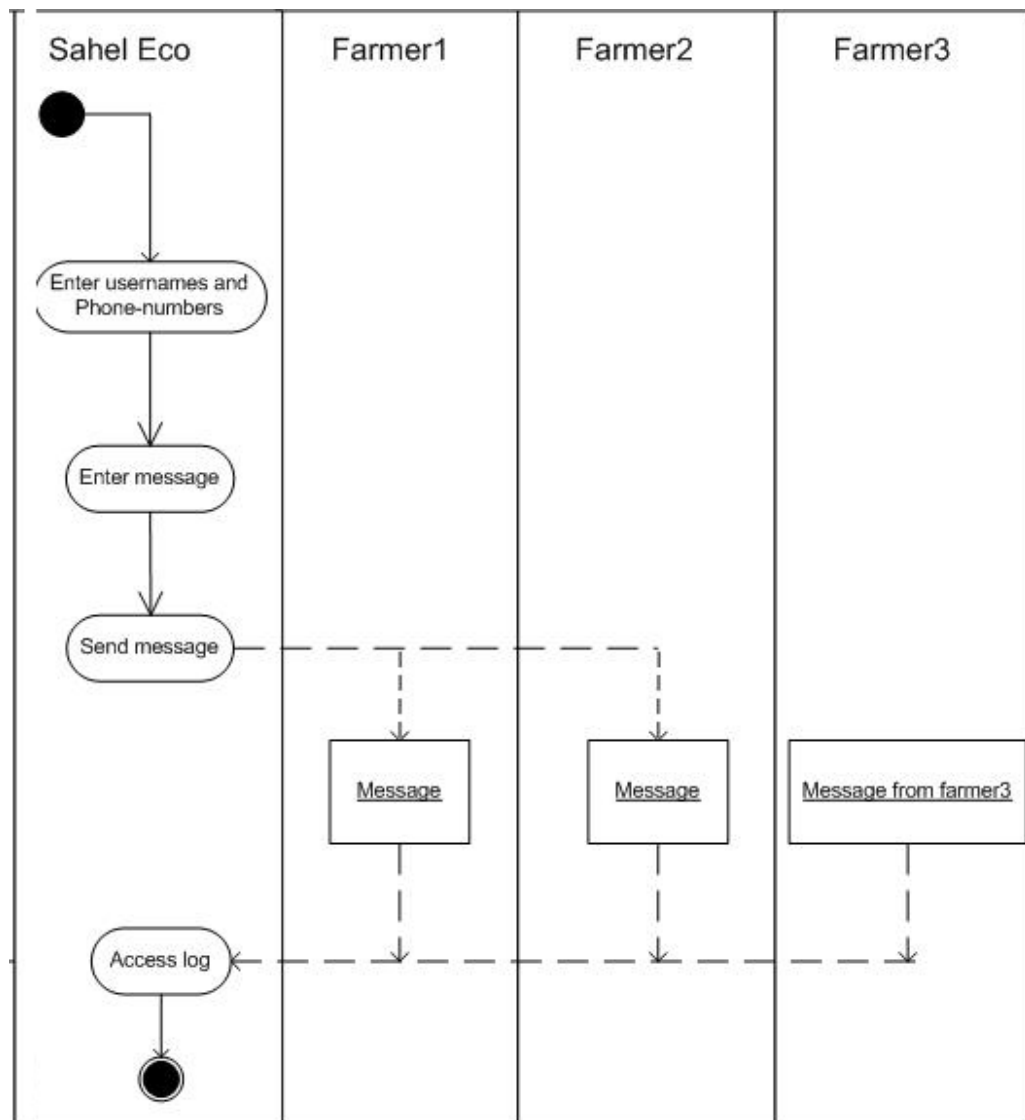 Sahel Eco
Farmer1
Farmer2
Farmer3
Enter usernames and
Phone-numbers
Enter message
Send message
Message
Message
Message from farmer3
Access log